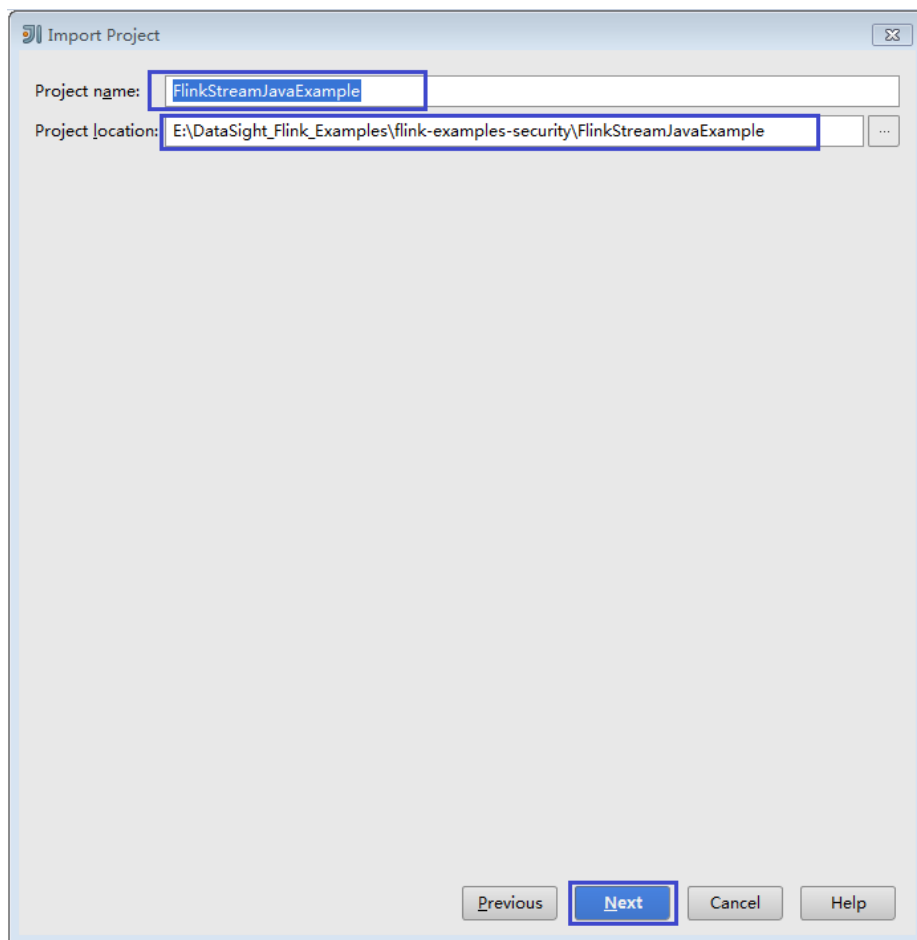 Import Project
Project name: FlinkStreamJavaExample
Project location: E:\DataSight_Flink_Examples\flink-examples-security\FlinkStreamJavaExample ...
Previous Next Cancel Help